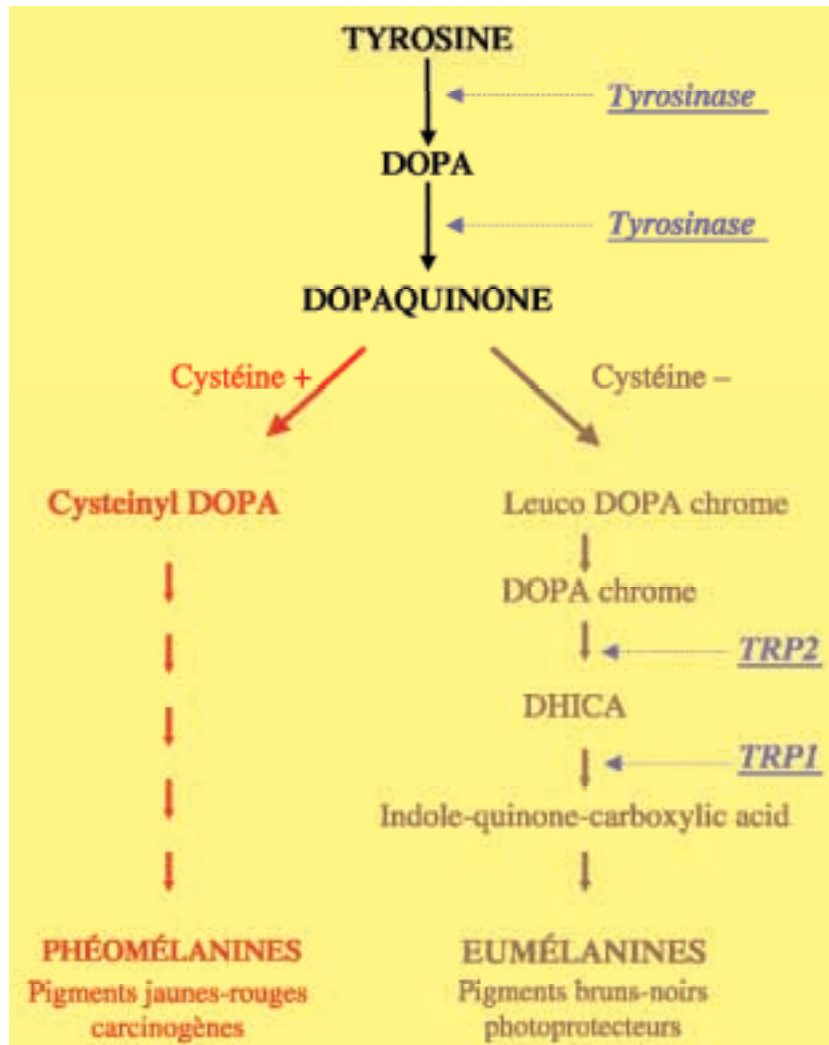 TYROSINE
Tyrosinase
DOPA
Tyrosinase
DOPAQUINONE
Cystéine +
Cystéine –
Cysteinyl DOPA
Leuco DOPA chrome
DOPA chrome
TRP2
DHICA
TRP1
Indole-quinone-carboxylic acid
PHÉOMÉLANINES
Pigments jaunes-rouges
carcinogènes
EUMÉLANINES
Pigments bruns-noirs
photoprotecteurs